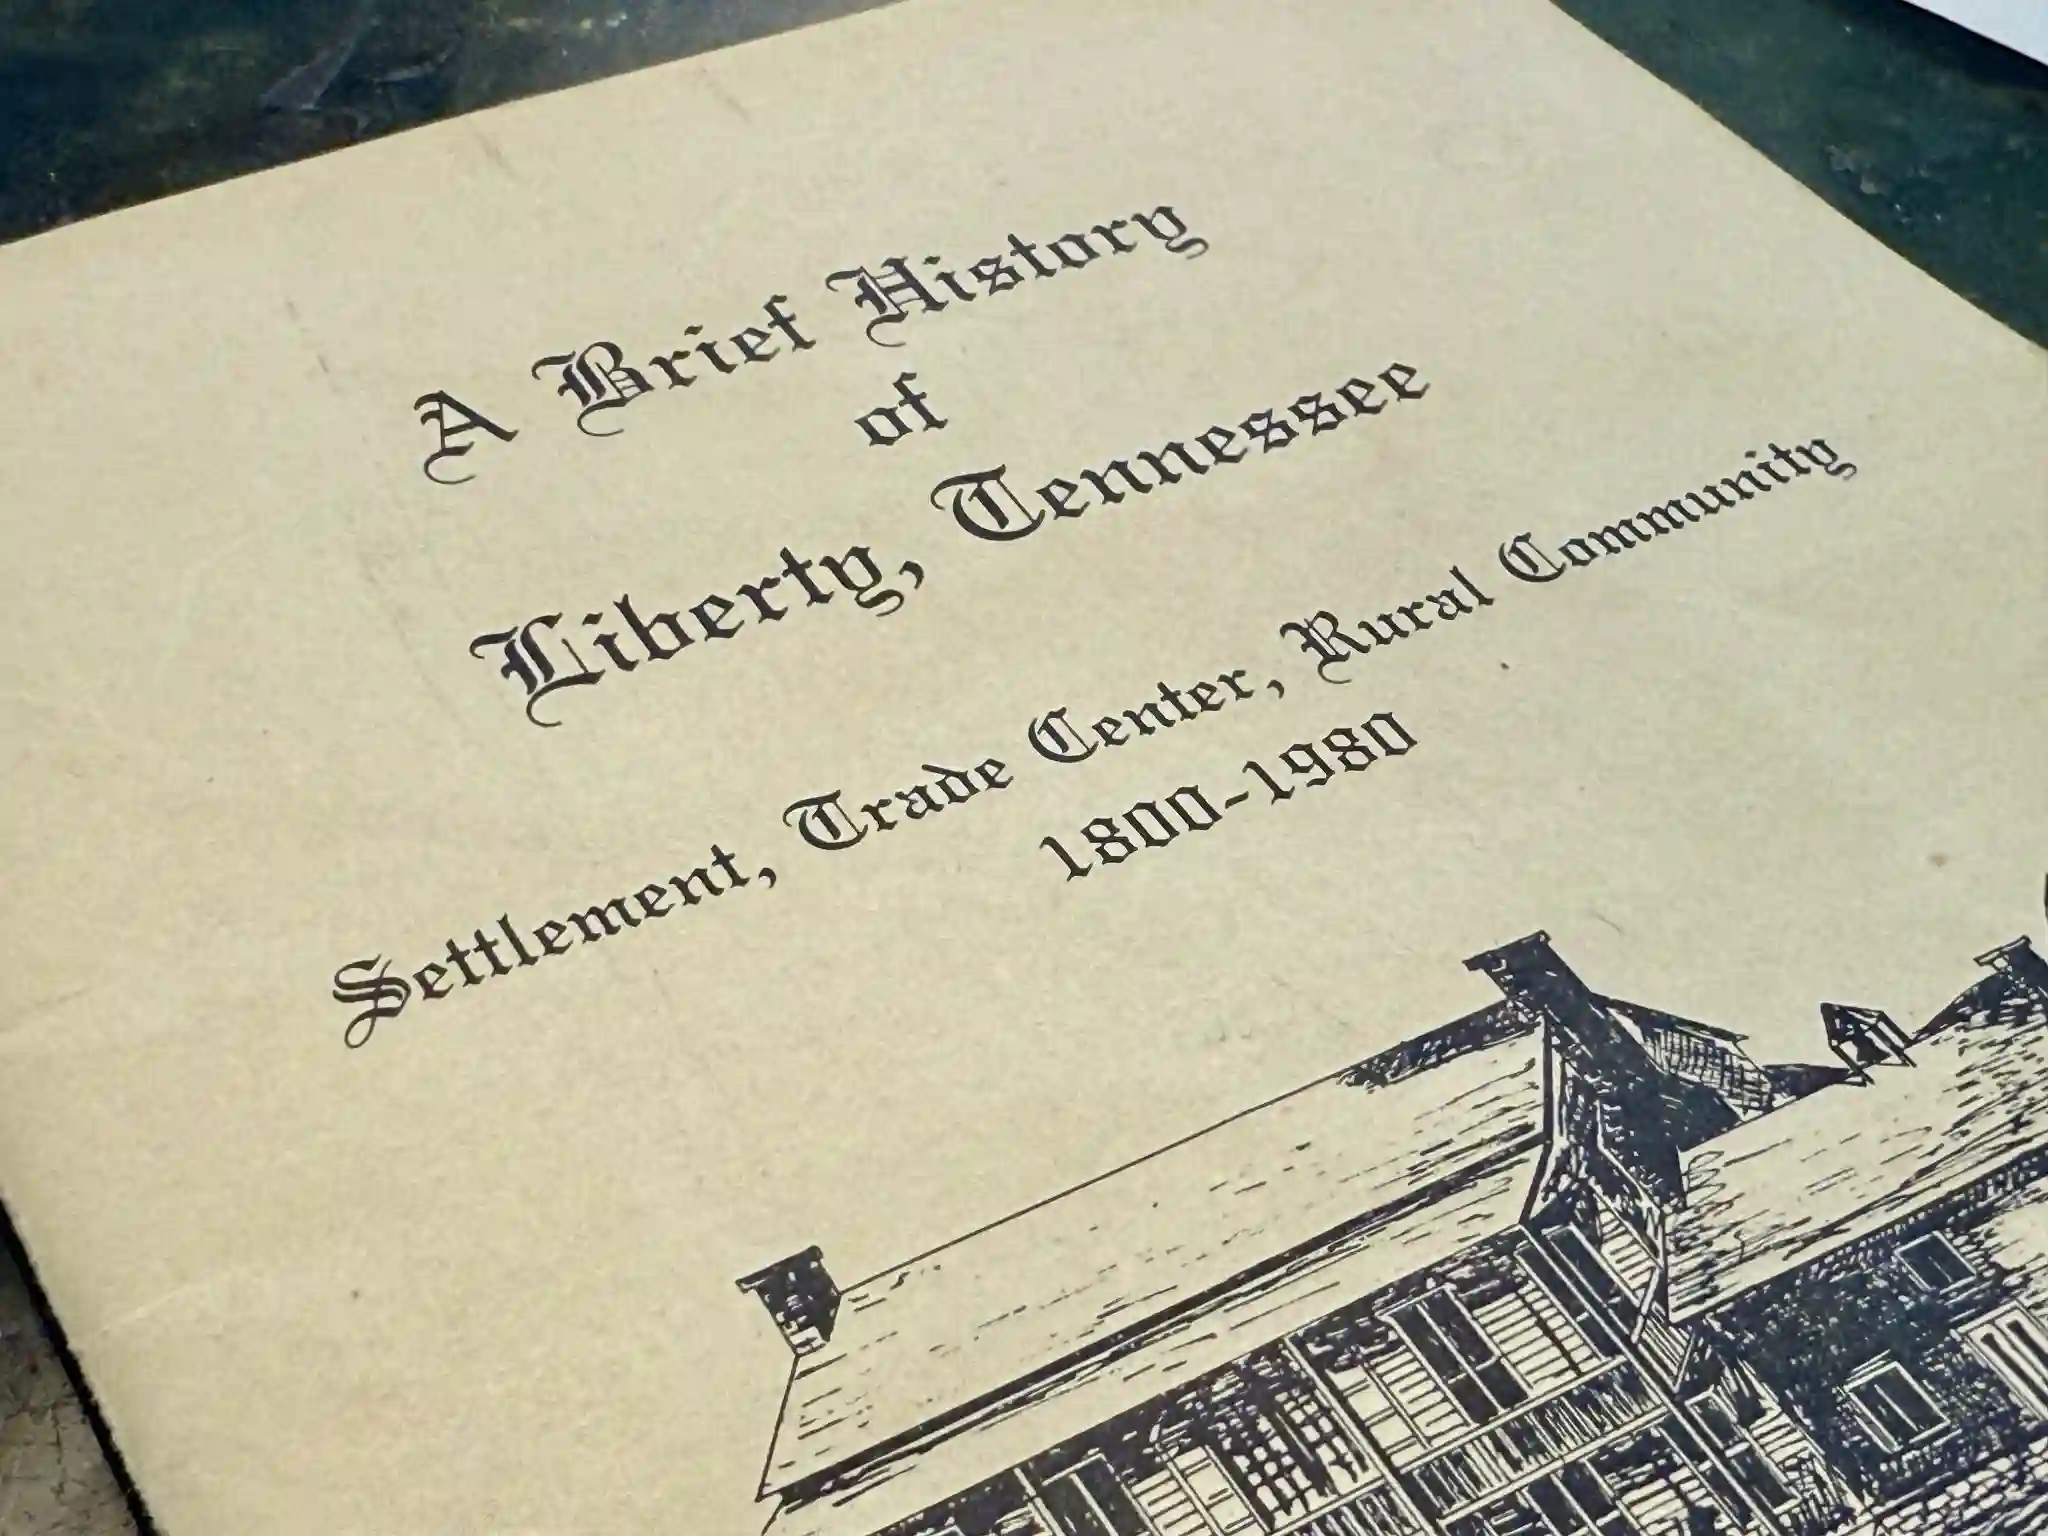 A Brief History
of
Liberty, Tennessee
Settlement, Trade Center, Rural Community
1800-1980